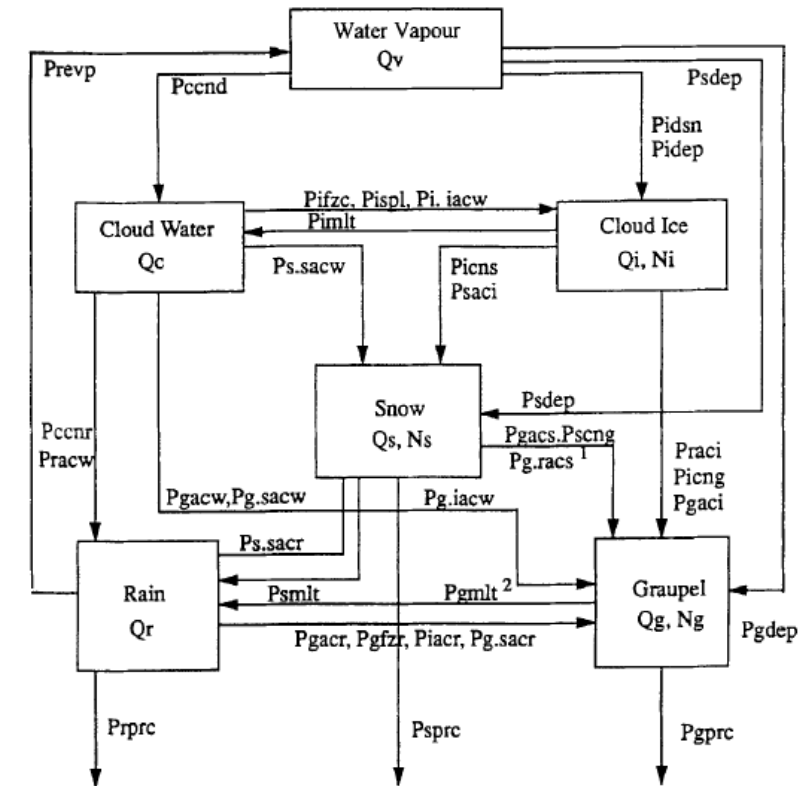 Water Vapour
Qv
Prevp
Pccnd
Psdep
Pidsn
Pidep
Pifzc, Pispl, Pi. iacw
Pimlt
Cloud Water
Qc
Cloud Ice
Qi, Ni
Ps.sacw
Picns
Psaci
Snow
Qs, Ns
Psdep
Pgacs.Pscng
Pg.racs 1
Pccnr
Pracw
Praci
Picng
Pgaci
Pgacw,Pg.sacw
Pg.iacw
Ps.sacr
Rain
Qr
Psmlt
Pgmlt 2
Graupel
Qg, Ng
Pgdep
Pgacr, Pgfzr, Piacr, Pg.sacr
Prprc
Psprc
Pgprc